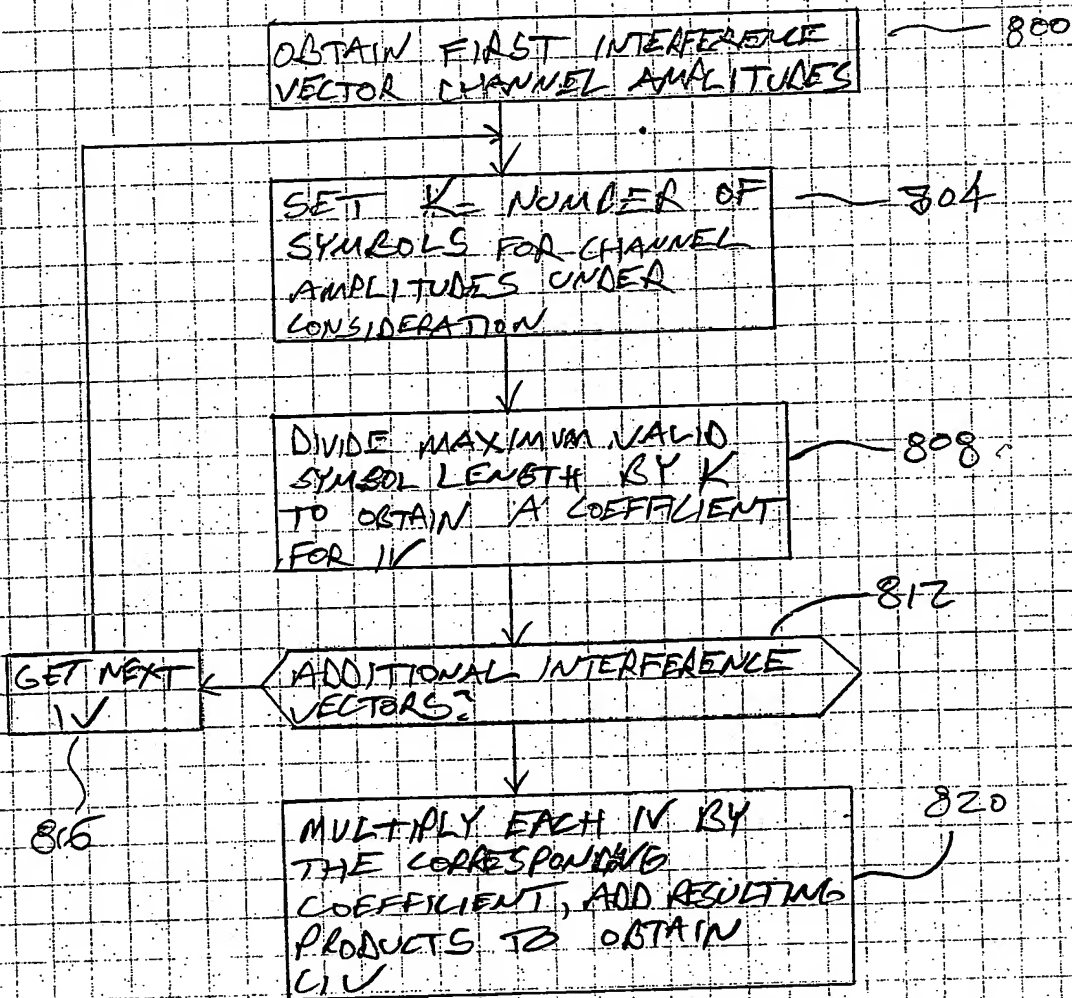 OBTAIN FIRST INTERFERENCE
VECTOR CHANNEL AMPLITUDES
800
SET K = NUMBER OF
SYMBOLS FOR CHANNEL
AMPLITUDES UNDER
CONSIDERATION
804
DIVIDE MAXIMUM VALID
SYMBOL LENGTH BY K
TO OBTAIN A COEFFICIENT
FOR IV
808
812
ADDITIONAL INTERFERENCE
VECTORS?
GET NEXT
IV
816
MULTIPLY EACH IV BY
THE CORRESPONDING
COEFFICIENT, ADD RESULTING
PRODUCTS TO OBTAIN
CIV
820